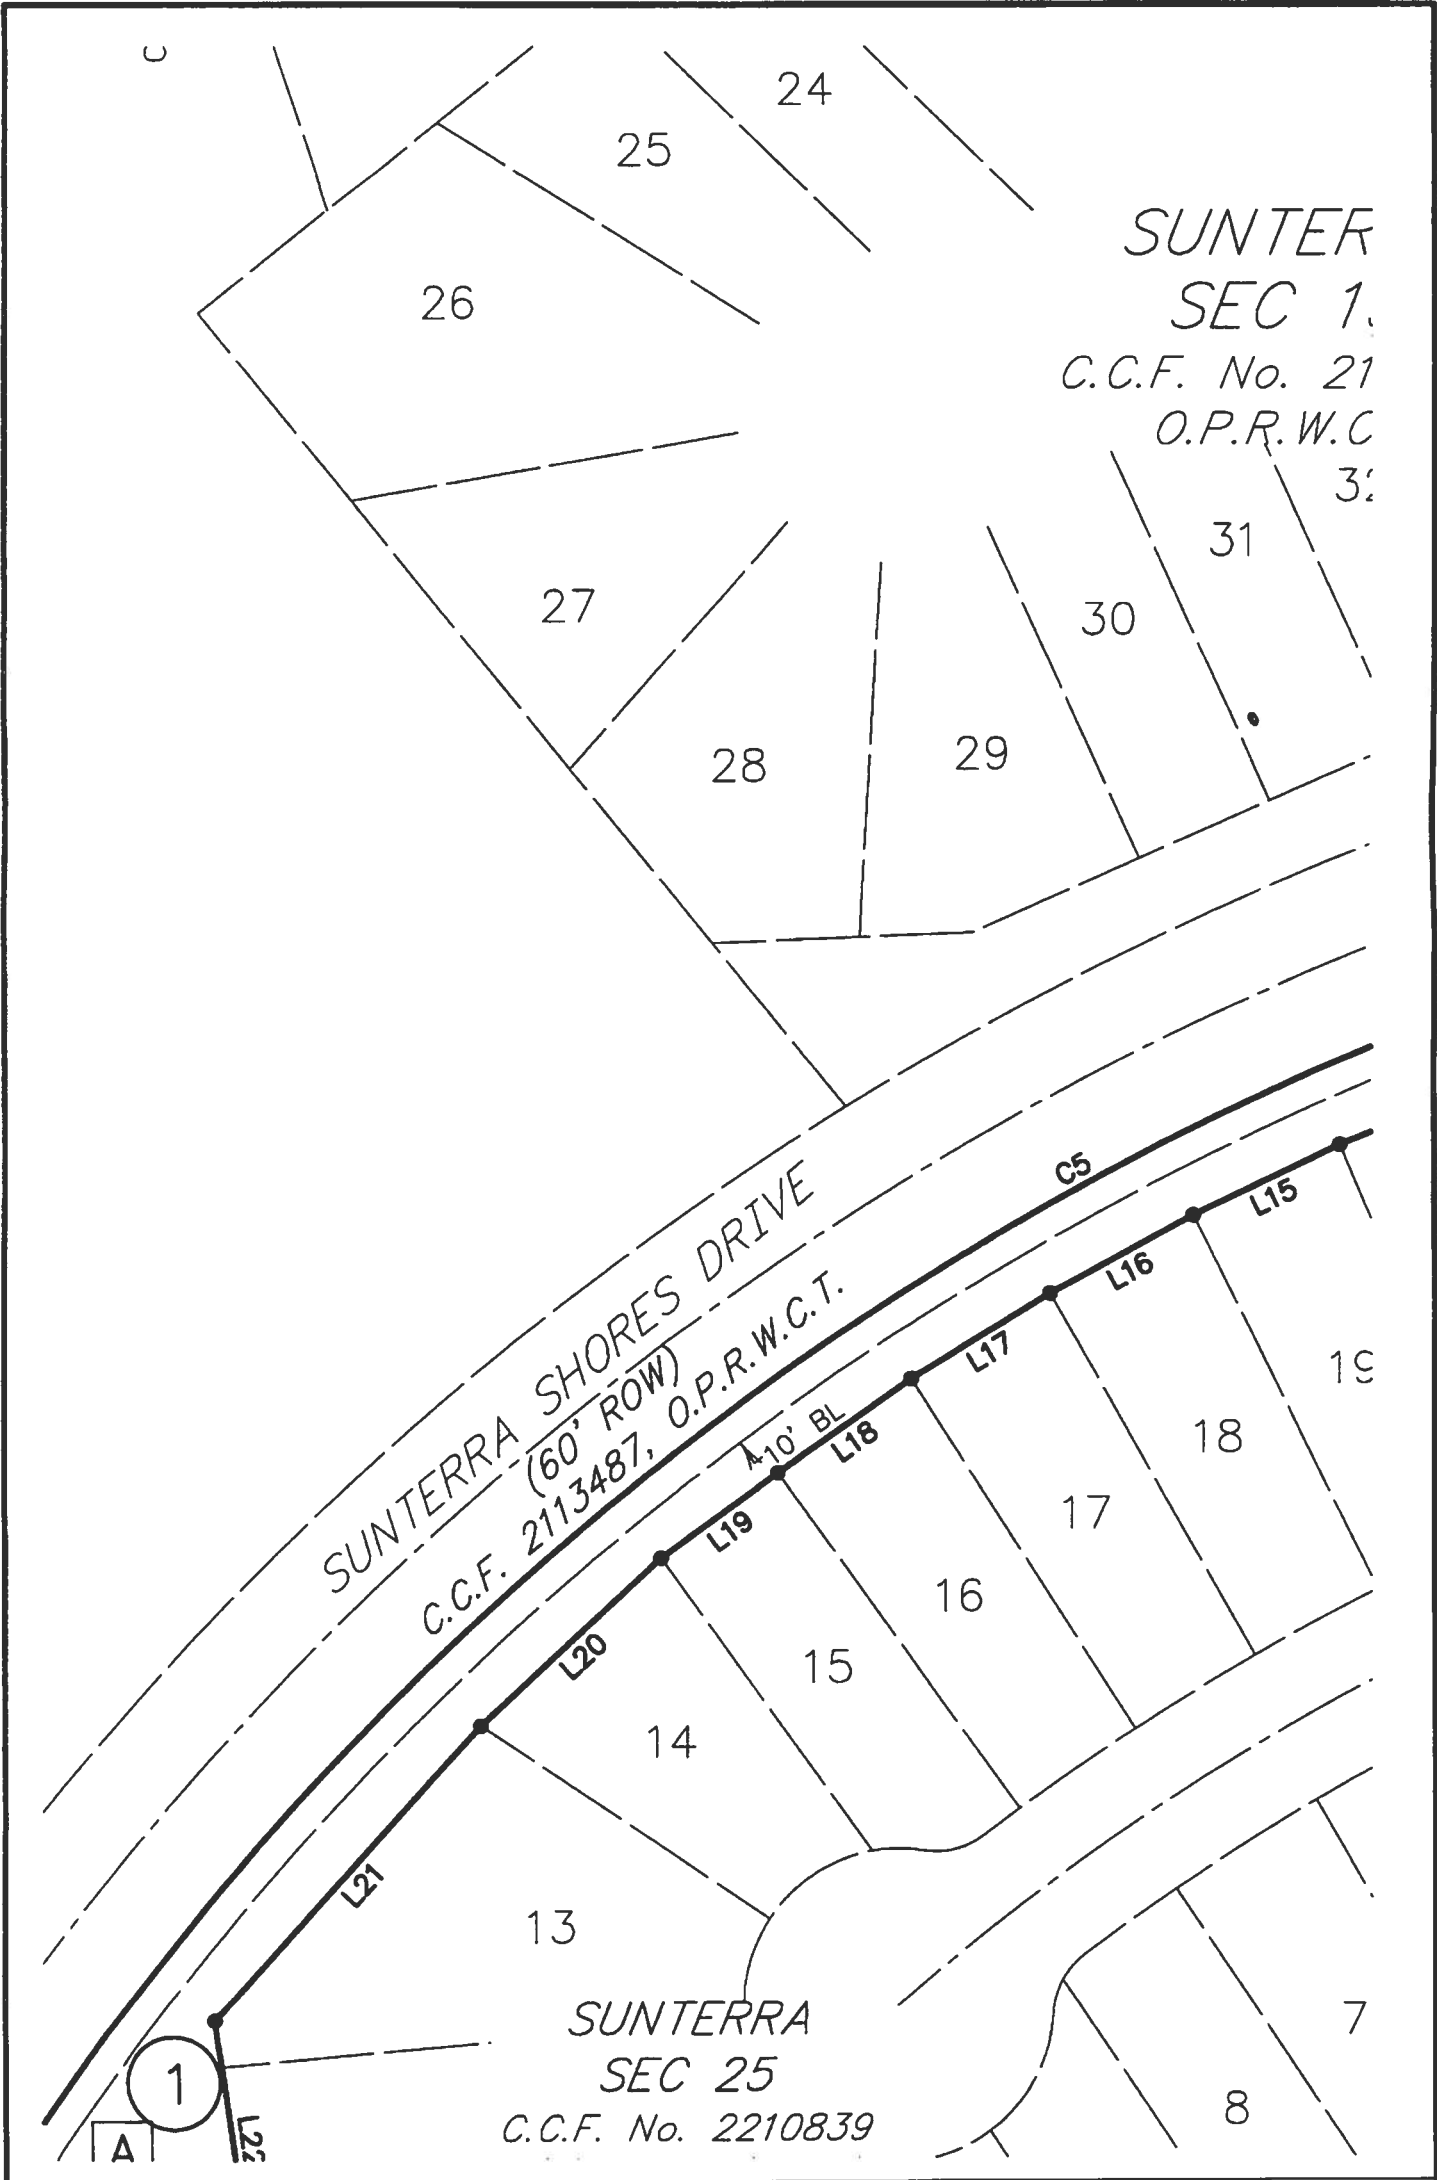 24
25
SUNTER
26
SEC 1
C.C.F. No. 21
O.P.R.W.C
31
27
30
28
29
C5
L15
SUNTERRA SHORES DRIVE
(60' ROW)
C.C.F. 2113487, O.P.R.W.C.T.
L16
L17
19
10' BL
L18
18
L19
17
16
L20
15
14
L21
13
SUNTERRA
SEC 25
C.C.F. No. 2210839
7
1
8
A
L22